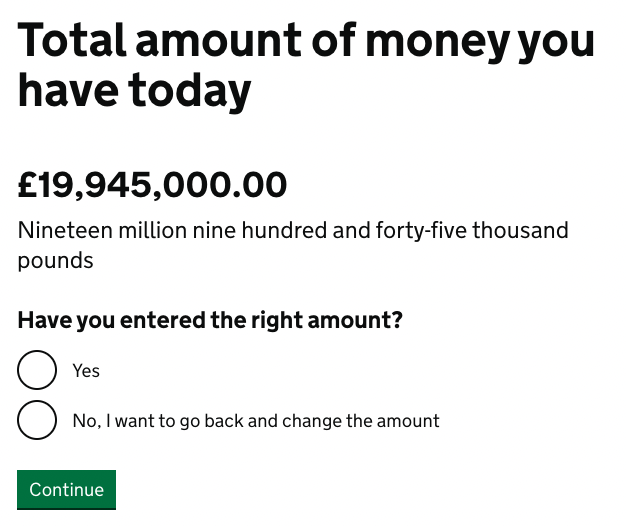 Total amount of money you
have today
£19,945,000.00
Nineteen million nine hundred and forty-five thousand
pounds
Have you entered the right amount?
Yes
No, I want to go back and change the amount
Continue